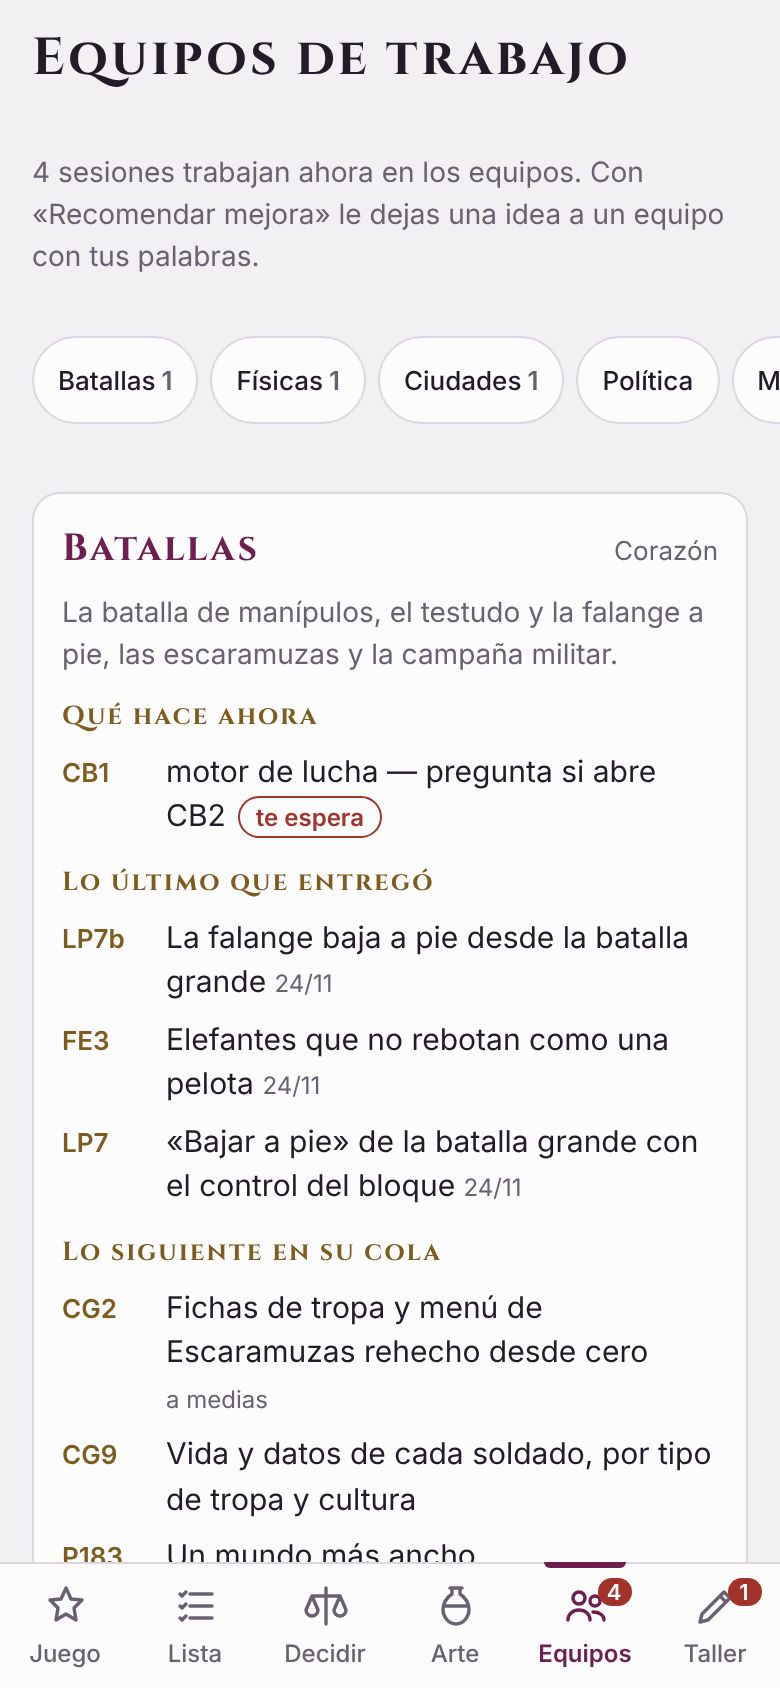 Equipos de trabajo
4 sesiones trabajan ahora en los equipos. Con
«Recomendar mejora» le dejas una idea a un equipo
con tus palabras.
Batallas 1
Físicas 1
Ciudades 1
Política
M
Batallas
Corazón
La batalla de manípulos, el testudo y la falange a
pie, las escaramuzas y la campaña militar.
Qué hace ahora
CB1 motor de lucha — pregunta si abre
CB2 te espera
Lo último que entregó
LP7b La falange baja a pie desde la batalla
grande 24/11
FE3 Elefantes que no rebotan como una
pelota 24/11
LP7 «Bajar a pie» de la batalla grande con
el control del bloque 24/11
Lo siguiente en su cola
CG2 Fichas de tropa y menú de
Escaramuzas rehecho desde cero
a medias
CG9 Vida y datos de cada soldado, por tipo
de tropa y cultura
P183 Un mundo más ancho
4
1
Juego
Lista
Decidir
Arte
Equipos
Taller